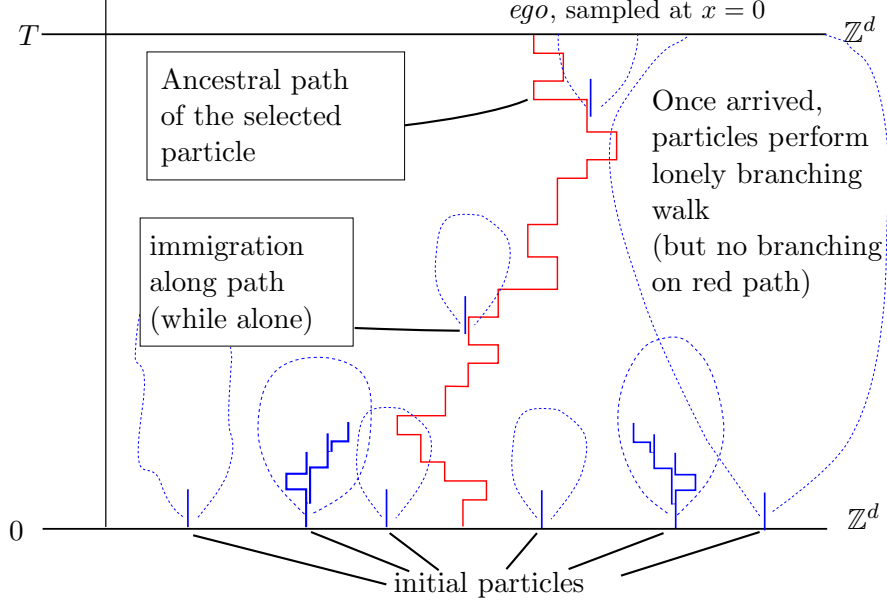 ego, sampled at x = 0
T
ℤ^d
Ancestral path
of the selected
particle
Once arrived,
particles perform
lonely branching
walk
(but no branching
on red path)
immigration
along path
(while alone)
0
ℤ^d
initial particles